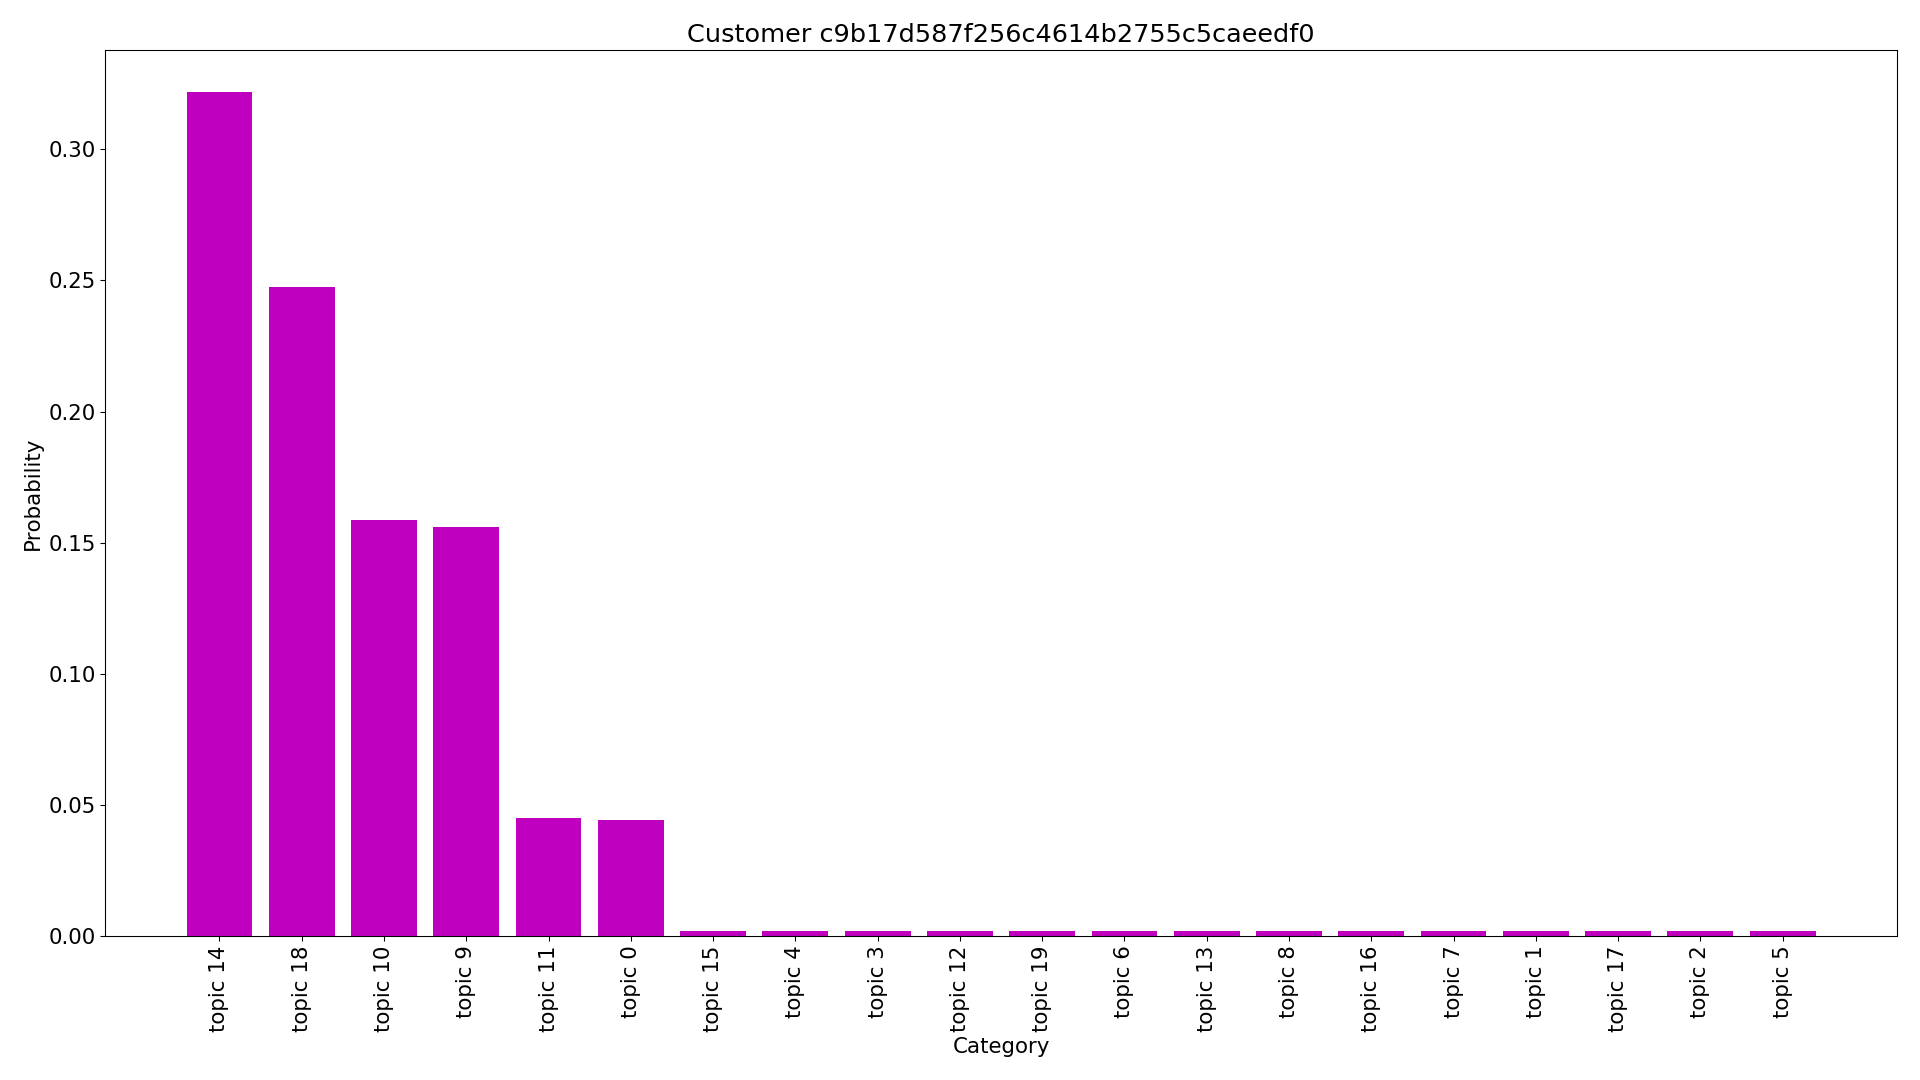 Customer c9b17d587f256c4614b2755c5caeedf0
Probability
0.30
0.25
0.20
0.15
0.10
0.05
0.00
topic 14
topic 18
topic 10
topic 9
topic 11
topic 0
topic 15
topic 4
topic 3
topic 12
topic 19
topic 6
topic 13
topic 8
topic 16
topic 7
topic 1
topic 17
topic 2
topic 5
Category